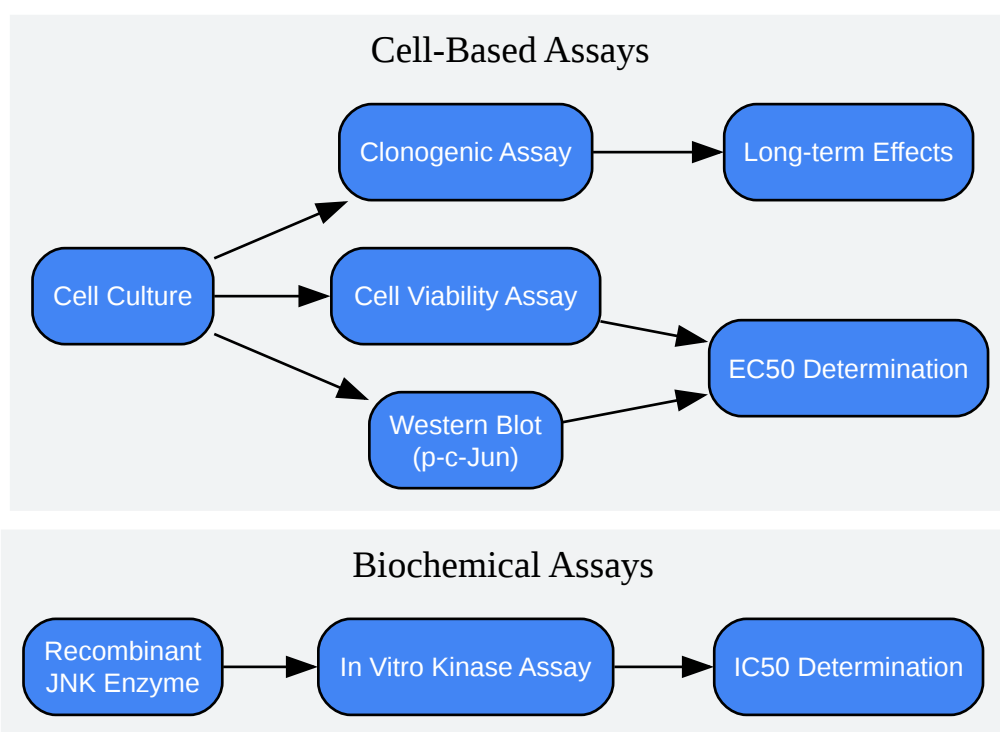 Cell-Based Assays
Clonogenic Assay
Long-term Effects
Cell Culture
Cell Viability Assay
EC50 Determination
Western Blot
(p-c-Jun)
Biochemical Assays
Recombinant
JNK Enzyme
In Vitro Kinase Assay
IC50 Determination